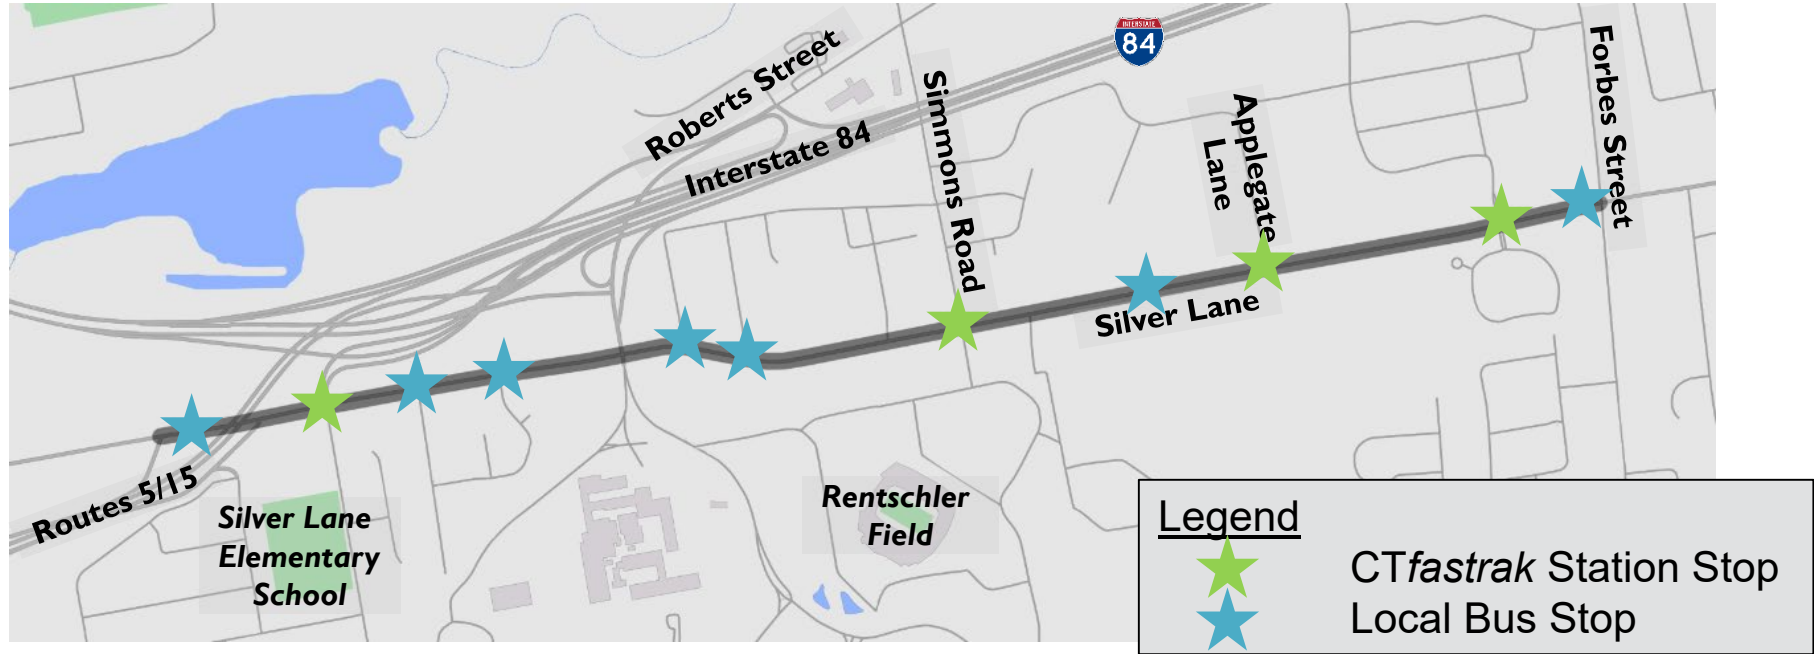 INTERSTATE
84
Roberts Street
Interstate 84
Simmons Road
Applegate
Lane
Forbes Street
Silver Lane
Routes 5/15
Silver Lane
Elementary
School
Rentschler
Field
Legend
CTfastrak Station Stop
Local Bus Stop